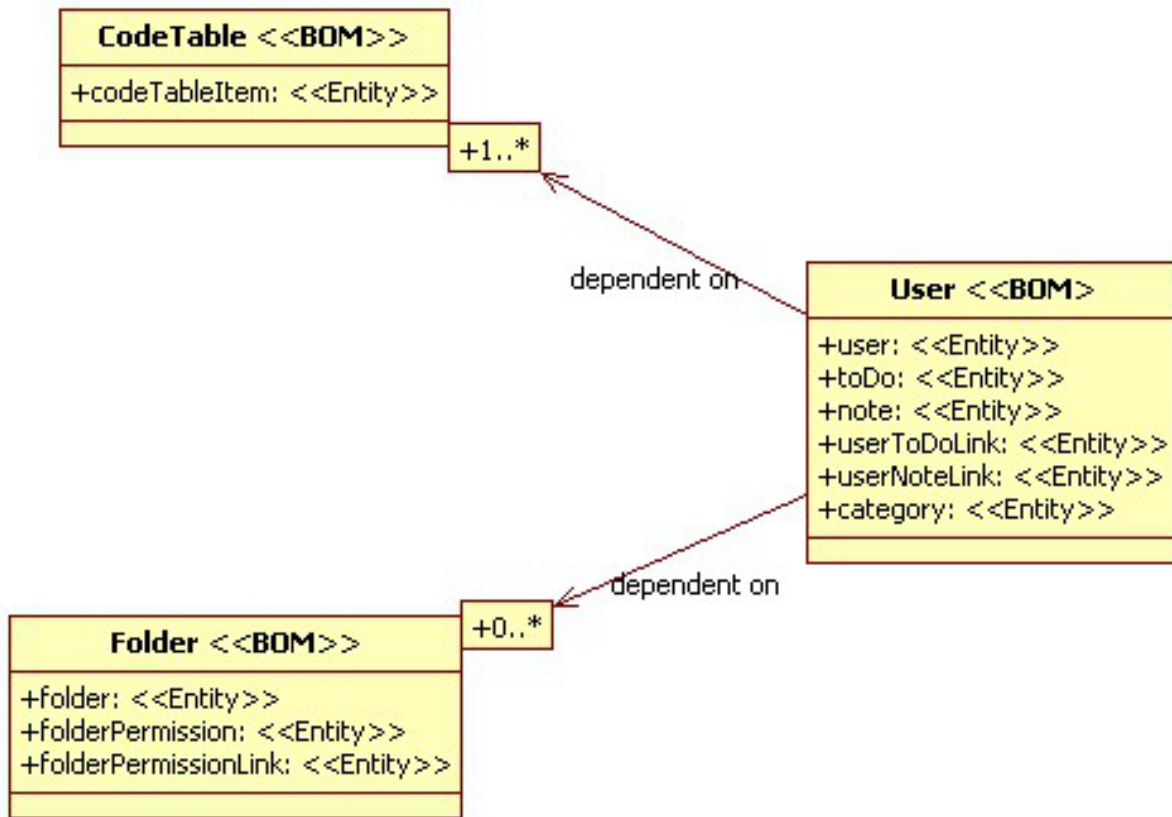 CodeTable <<BOM>>
+codeTableItem: <<Entity>>
+1..*
dependent on
User <<BOM>
+user: <<Entity>>
+toDo: <<Entity>>
+note: <<Entity>>
+userToDoLink: <<Entity>>
+userNoteLink: <<Entity>>
+category: <<Entity>>
dependent on
+0..*
Folder <<BOM>>
+folder: <<Entity>>
+folderPermission: <<Entity>>
+folderPermissionLink: <<Entity>>